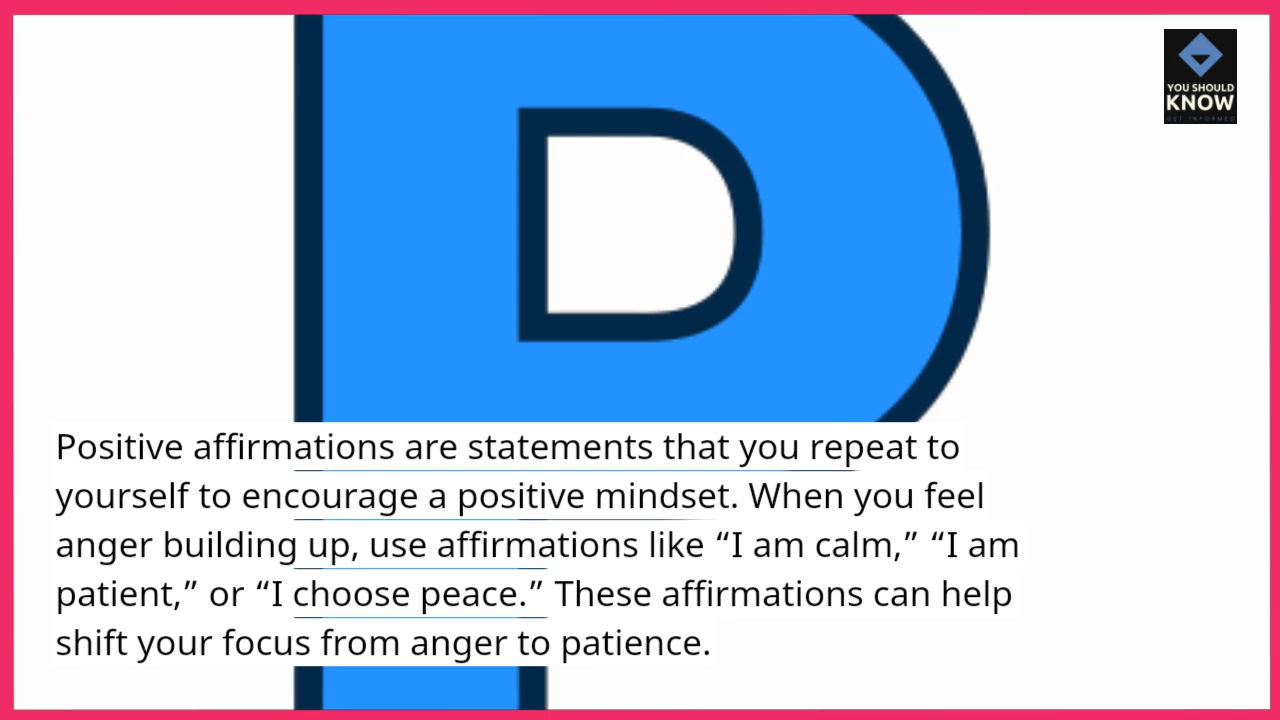 YOU SHOULD
KNOW
GET INFORMED
Positive affirmations are statements that you repeat to
yourself to encourage a positive mindset. When you feel
anger building up, use affirmations like “I am calm,” “I am
patient,” or “I choose peace.” These affirmations can help
shift your focus from anger to patience.